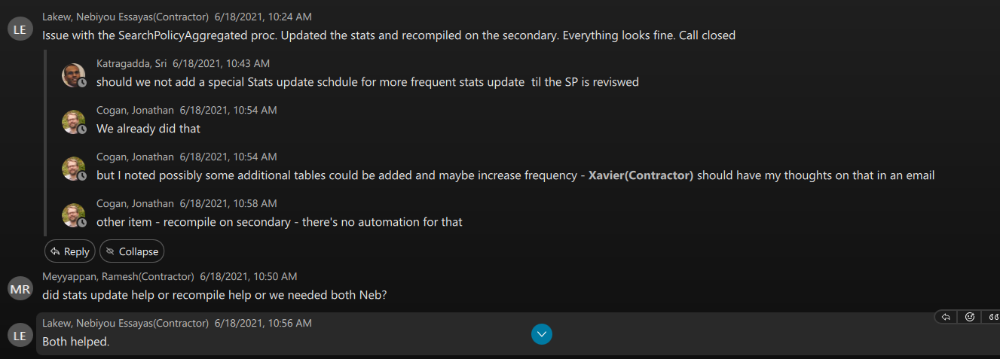 Lakew, Nebiyou Essayas(Contractor) 6/18/2021, 10:24 AM
LE
Issue with the SearchPolicyAggregated proc. Updated the stats and recompiled on the secondary. Everything looks fine. Call closed
Katragadda, Sri 6/18/2021, 10:43 AM
should we not add a special Stats update schdule for more frequent stats update til the SP is reviswed
Cogan, Jonathan 6/18/2021, 10:54 AM
We already did that
Cogan, Jonathan 6/18/2021, 10:54 AM
but I noted possibly some additional tables could be added and maybe increase frequency - Xavier(Contractor) should have my thoughts on that in an email
Cogan, Jonathan 6/18/2021, 10:58 AM
other item - recompile on secondary - there's no automation for that
Reply Collapse
Meyyappan, Ramesh(Contractor) 6/18/2021, 10:50 AM
MR
did stats update help or recompile help or we needed both Neb?
Lakew, Nebiyou Essayas(Contractor) 6/18/2021, 10:56 AM
LE
Both helped.